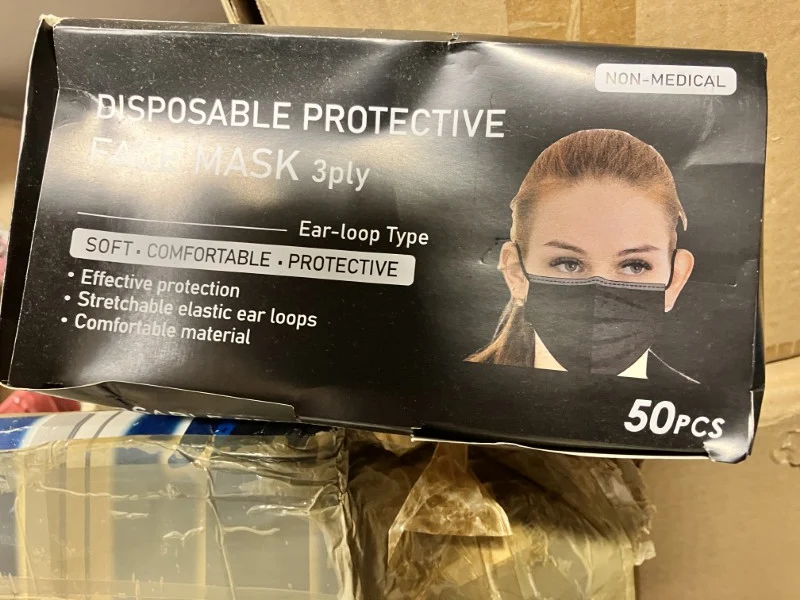 NON-MEDICAL
DISPOSABLE PROTECTIVE
FACE MASK 3ply
Ear-loop Type
SOFT • COMFORTABLE • PROTECTIVE
• Effective protection
• Stretchable elastic ear loops
• Comfortable material
50PCS